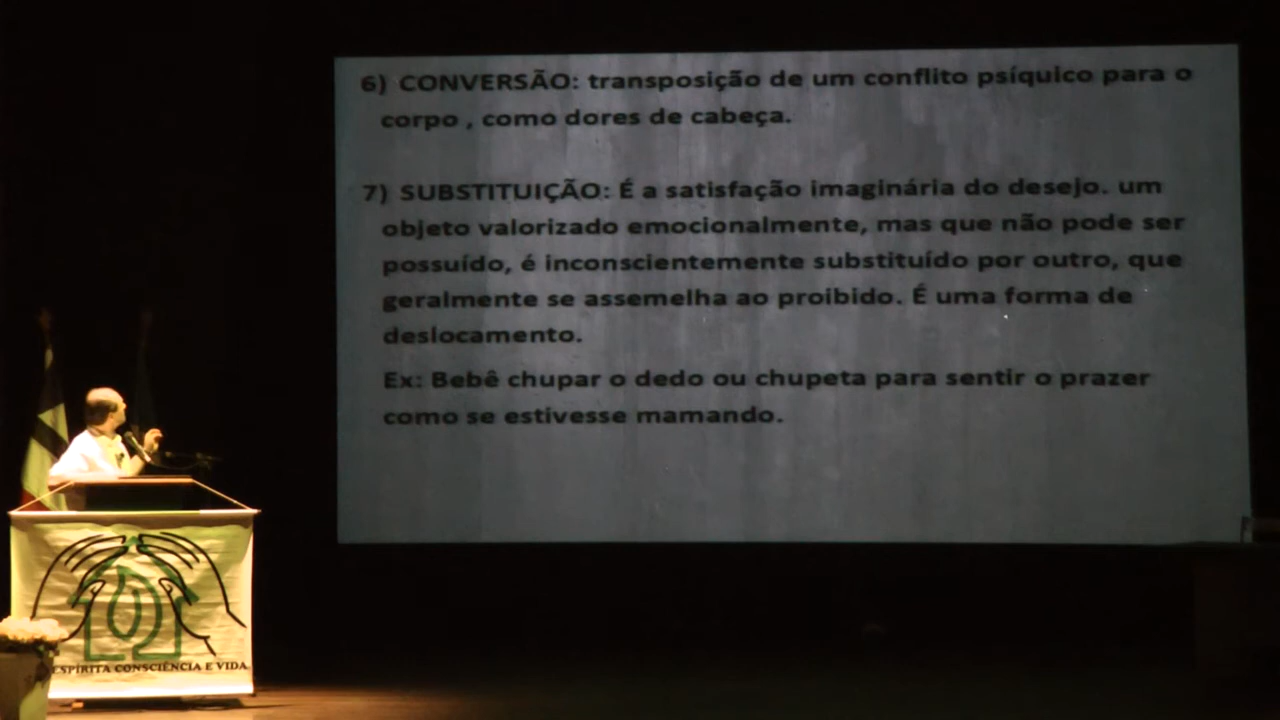 6) CONVERSÃO: transposição de um conflito psíquico para o
corpo , como dores de cabeça.
7) SUBSTITUIÇÃO: É a satisfação imaginária do desejo. um
objeto valorizado emocionalmente, mas que não pode ser
possuído, é inconscientemente substituído por outro, que
geralmente se assemelha ao proibido. É uma forma de
deslocamento.
Ex: Bebê chupar o dedo ou chupeta para sentir o prazer
como se estivesse mamando.
ESPÍRITA CONSCIÊNCIA E VIDA